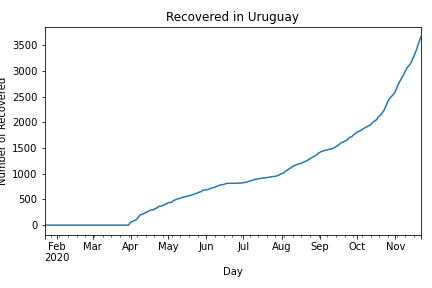 Recovered in Uruguay
Number of Recovered
3500
3000
2500
2000
1500
1000
500
0
Feb Mar Apr May Jun Jul Aug Sep Oct Nov
2020
Day